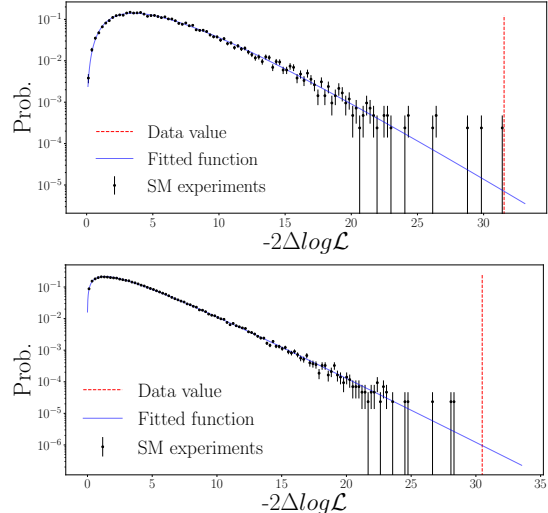 Prob.
10⁻¹
10⁻²
10⁻³
10⁻⁴
10⁻⁵
Data value
Fitted function
SM experiments
0 5 10 15 20 25 30
-2Δlogℒ
Prob.
10⁻¹
10⁻²
10⁻³
10⁻⁴
10⁻⁵
10⁻⁶
Data value
Fitted function
SM experiments
0 5 10 15 20 25 30 35
-2Δlogℒ